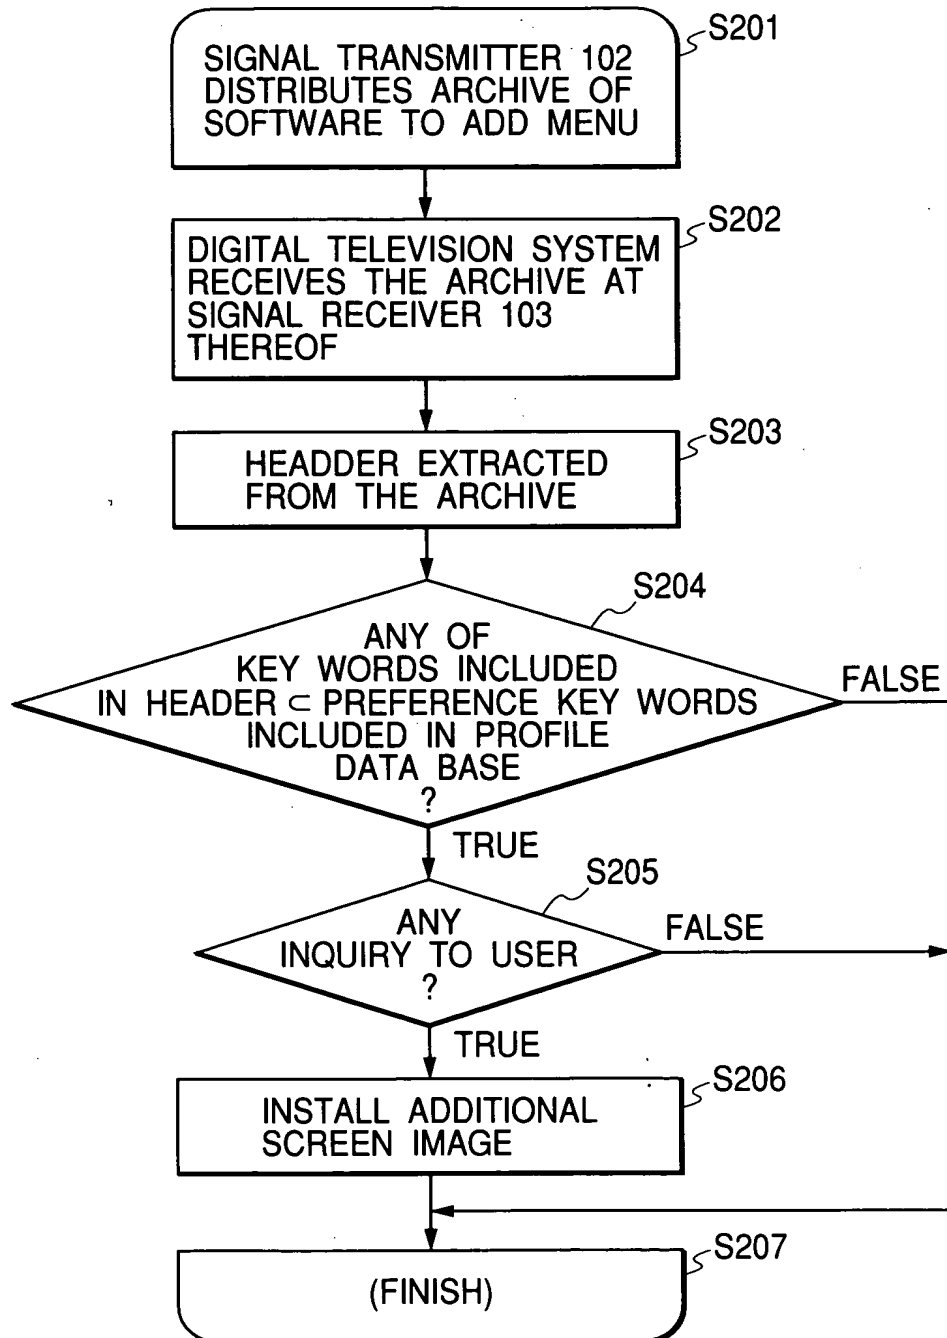 S201
SIGNAL TRANSMITTER 102
DISTRIBUTES ARCHIVE OF
SOFTWARE TO ADD MENU
S202
DIGITAL TELEVISION SYSTEM
RECEIVES THE ARCHIVE AT
SIGNAL RECEIVER 103
THEREOF
S203
HEADDER EXTRACTED
FROM THE ARCHIVE
S204
ANY OF
KEY WORDS INCLUDED
IN HEADER ⊂ PREFERENCE KEY WORDS
INCLUDED IN PROFILE
DATA BASE
?
FALSE
TRUE
S205
ANY
INQUIRY TO USER
?
FALSE
TRUE
S206
INSTALL ADDITIONAL
SCREEN IMAGE
S207
(FINISH)